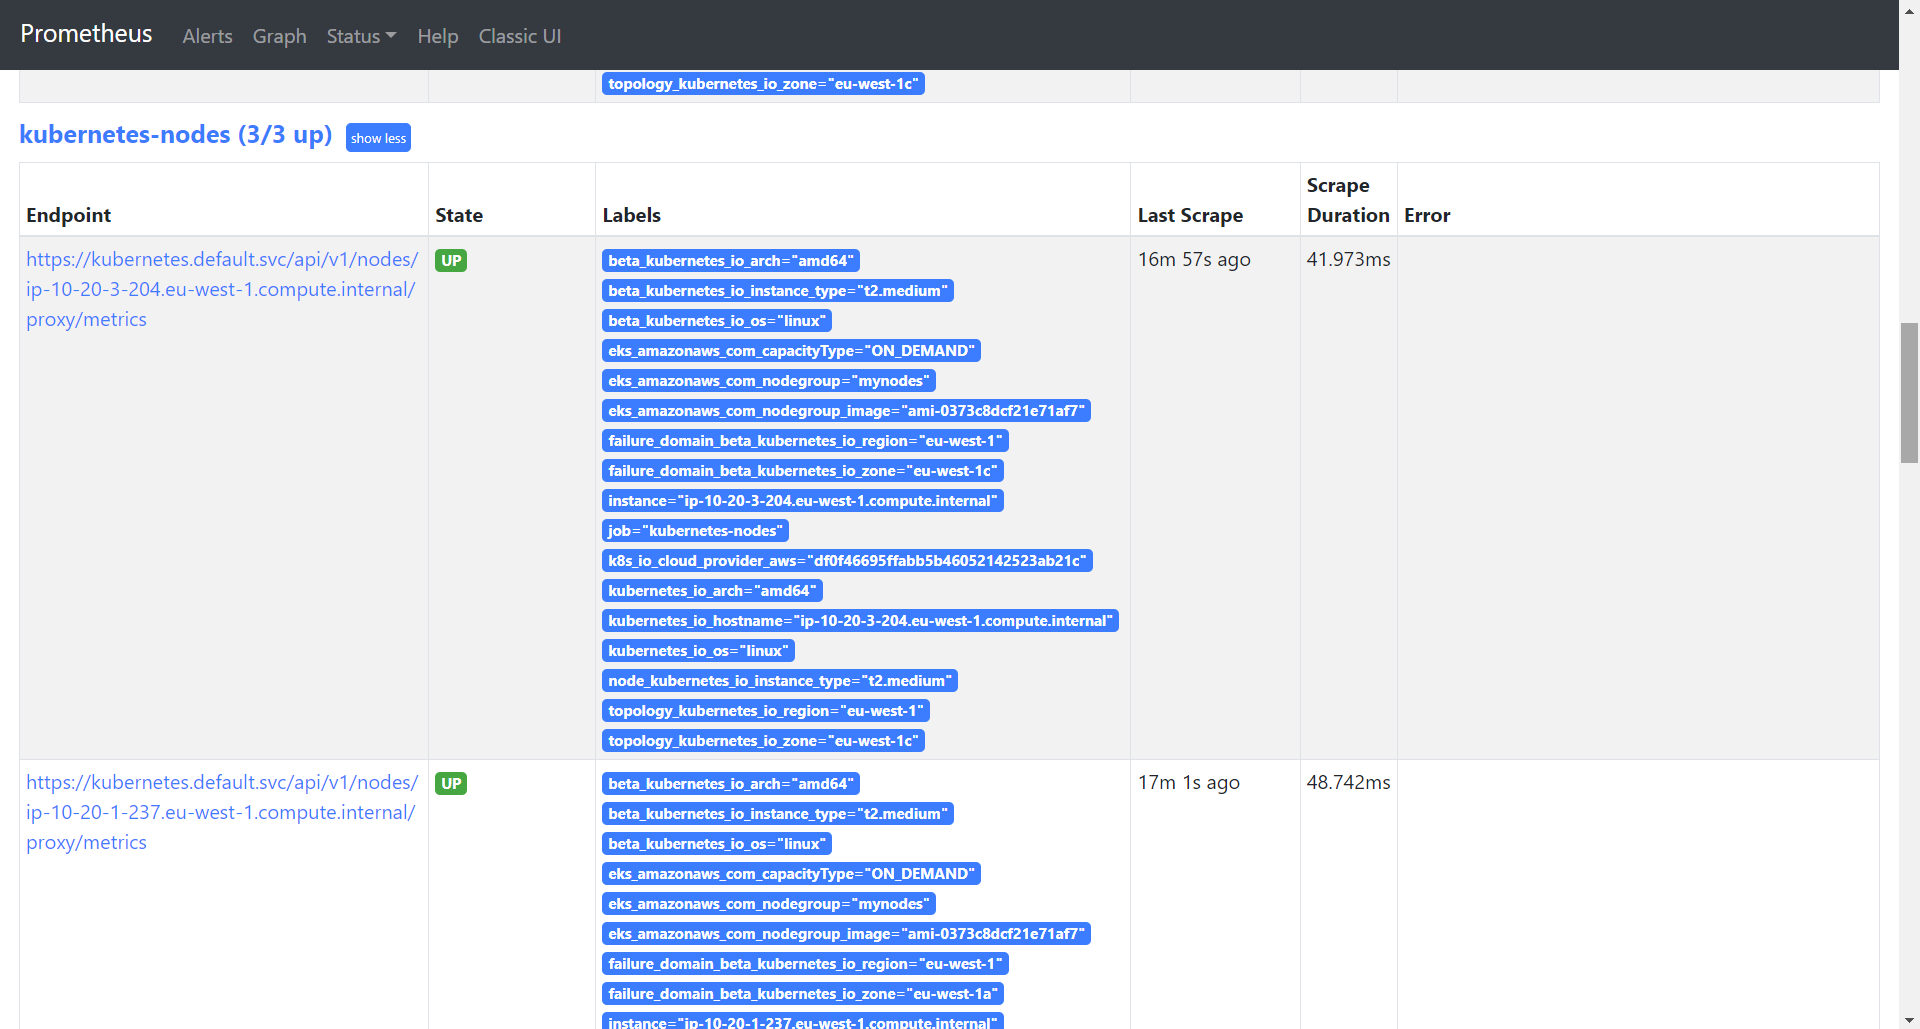 Prometheus Alerts Graph Status Help Classic UI
topology_kubernetes_io_zone="eu-west-1c"
kubernetes-nodes (3/3 up) show less
Endpoint State Labels Last Scrape Scrape Duration Error
https://kubernetes.default.svc/api/v1/nodes/
ip-10-20-3-204.eu-west-1.compute.internal/
proxy/metrics
UP
beta_kubernetes_io_arch="amd64"
beta_kubernetes_io_instance_type="t2.medium"
beta_kubernetes_io_os="linux"
eks_amazonaws_com_capacityType="ON_DEMAND"
eks_amazonaws_com_nodegroup="mynodes"
eks_amazonaws_com_nodegroup_image="ami-0373c8dcf21e71af7"
failure_domain_beta_kubernetes_io_region="eu-west-1"
failure_domain_beta_kubernetes_io_zone="eu-west-1c"
instance="ip-10-20-3-204.eu-west-1.compute.internal"
job="kubernetes-nodes"
k8s_io_cloud_provider_aws="df0f46695ffabb5b46052142523ab21c"
kubernetes_io_arch="amd64"
kubernetes_io_hostname="ip-10-20-3-204.eu-west-1.compute.internal"
kubernetes_io_os="linux"
node_kubernetes_io_instance_type="t2.medium"
topology_kubernetes_io_region="eu-west-1"
topology_kubernetes_io_zone="eu-west-1c"
16m 57s ago
41.973ms
https://kubernetes.default.svc/api/v1/nodes/
ip-10-20-1-237.eu-west-1.compute.internal/
proxy/metrics
UP
beta_kubernetes_io_arch="amd64"
beta_kubernetes_io_instance_type="t2.medium"
beta_kubernetes_io_os="linux"
eks_amazonaws_com_capacityType="ON_DEMAND"
eks_amazonaws_com_nodegroup="mynodes"
eks_amazonaws_com_nodegroup_image="ami-0373c8dcf21e71af7"
failure_domain_beta_kubernetes_io_region="eu-west-1"
failure_domain_beta_kubernetes_io_zone="eu-west-1a"
instance="ip-10-20-1-237.eu-west-1.compute.internal"
17m 1s ago
48.742ms